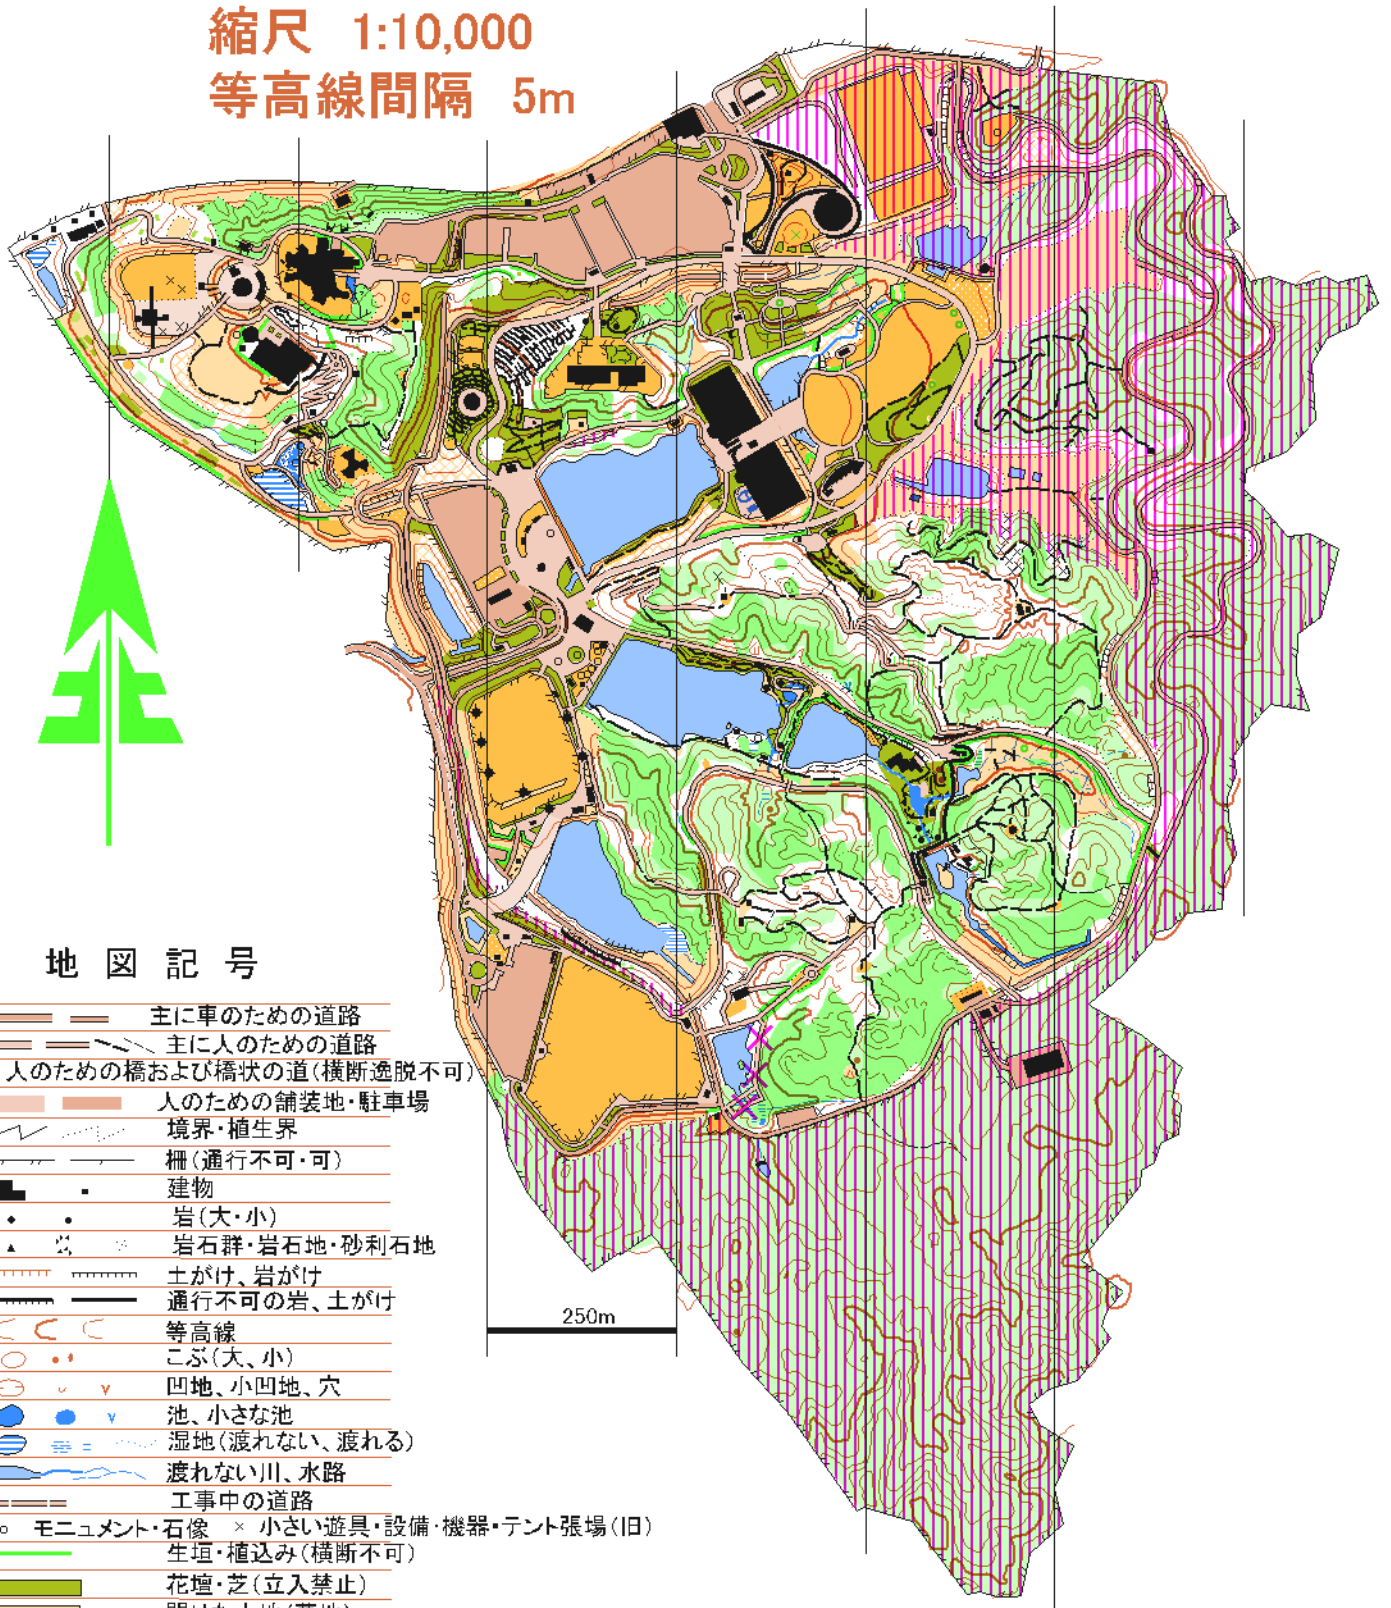 縮尺 1:10,000
等高線間隔 5m
北
地図記号
主に車のための道路
主に人のための道路
人のための橋および橋状の道(横断逸脱不可)
人のための舗装地・駐車場
境界・植生界
柵(通行不可・可)
建物
岩(大・小)
岩石群・岩石地・砂利石地
土がけ、岩がけ
通行不可の岩、土がけ
等高線
こぶ(大、小)
凹地、小凹地、穴
池、小さな池
湿地(渡れない、渡れる)
渡れない川、水路
工事中の道路
モニュメント・石像 × 小さい遊具・設備・機器・テント張場(旧)
生垣・植込み(横断不可)
花壇・芝(立入禁止)
250m